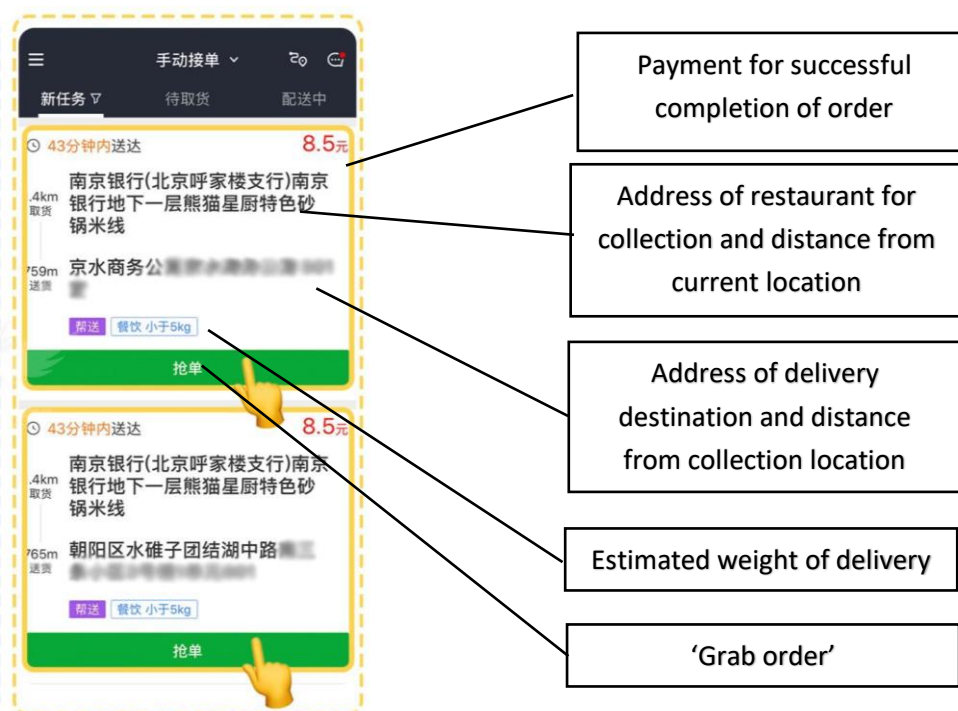 手动接单
新任务 待取货 配送中
43分钟内送达 8.5元
.4km
取货
南京银行(北京呼家楼支行)南京
银行地下一层熊猫星厨特色砂
锅米线
759m
送货
京水商务公
帮送 餐饮 小于5kg
抢单
43分钟内送达 8.5元
.4km
取货
南京银行(北京呼家楼支行)南京
银行地下一层熊猫星厨特色砂
锅米线
765m
送货
朝阳区水碓子团结湖中路
帮送 餐饮 小于5kg
抢单
Payment for successful
completion of order
Address of restaurant for
collection and distance from
current location
Address of delivery
destination and distance
from collection location
Estimated weight of delivery
‘Grab order’